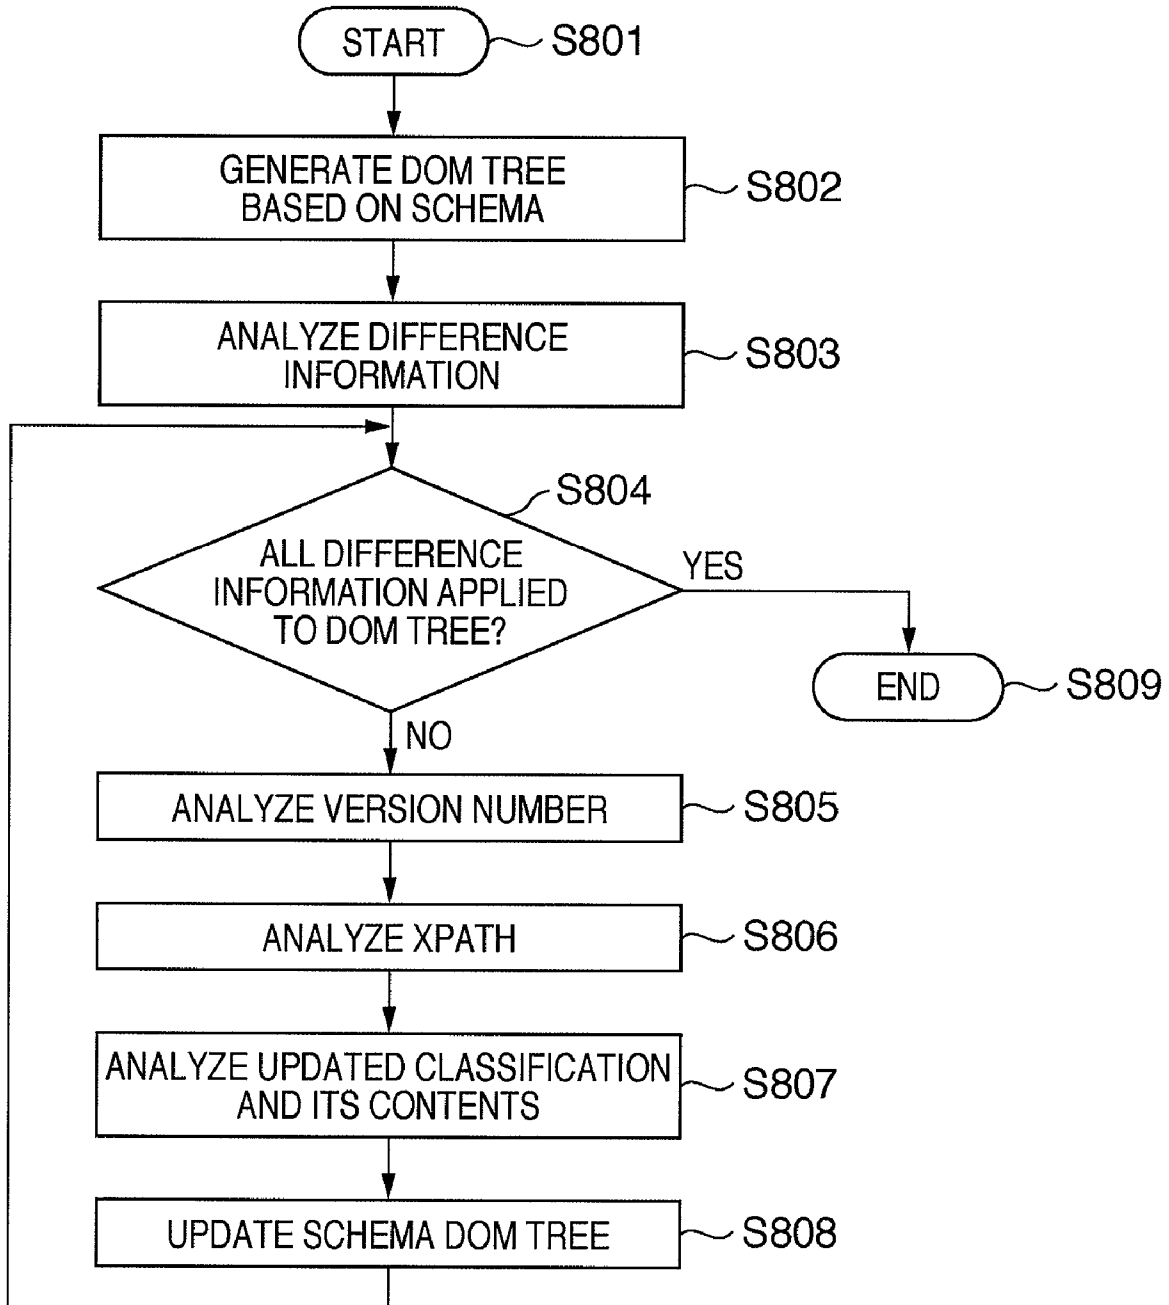 START
S801
GENERATE DOM TREE
BASED ON SCHEMA
S802
ANALYZE DIFFERENCE
INFORMATION
S803
S804
ALL DIFFERENCE
INFORMATION APPLIED
TO DOM TREE?
YES
END
S809
NO
ANALYZE VERSION NUMBER
S805
ANALYZE XPATH
S806
ANALYZE UPDATED CLASSIFICATION
AND ITS CONTENTS
S807
UPDATE SCHEMA DOM TREE
S808